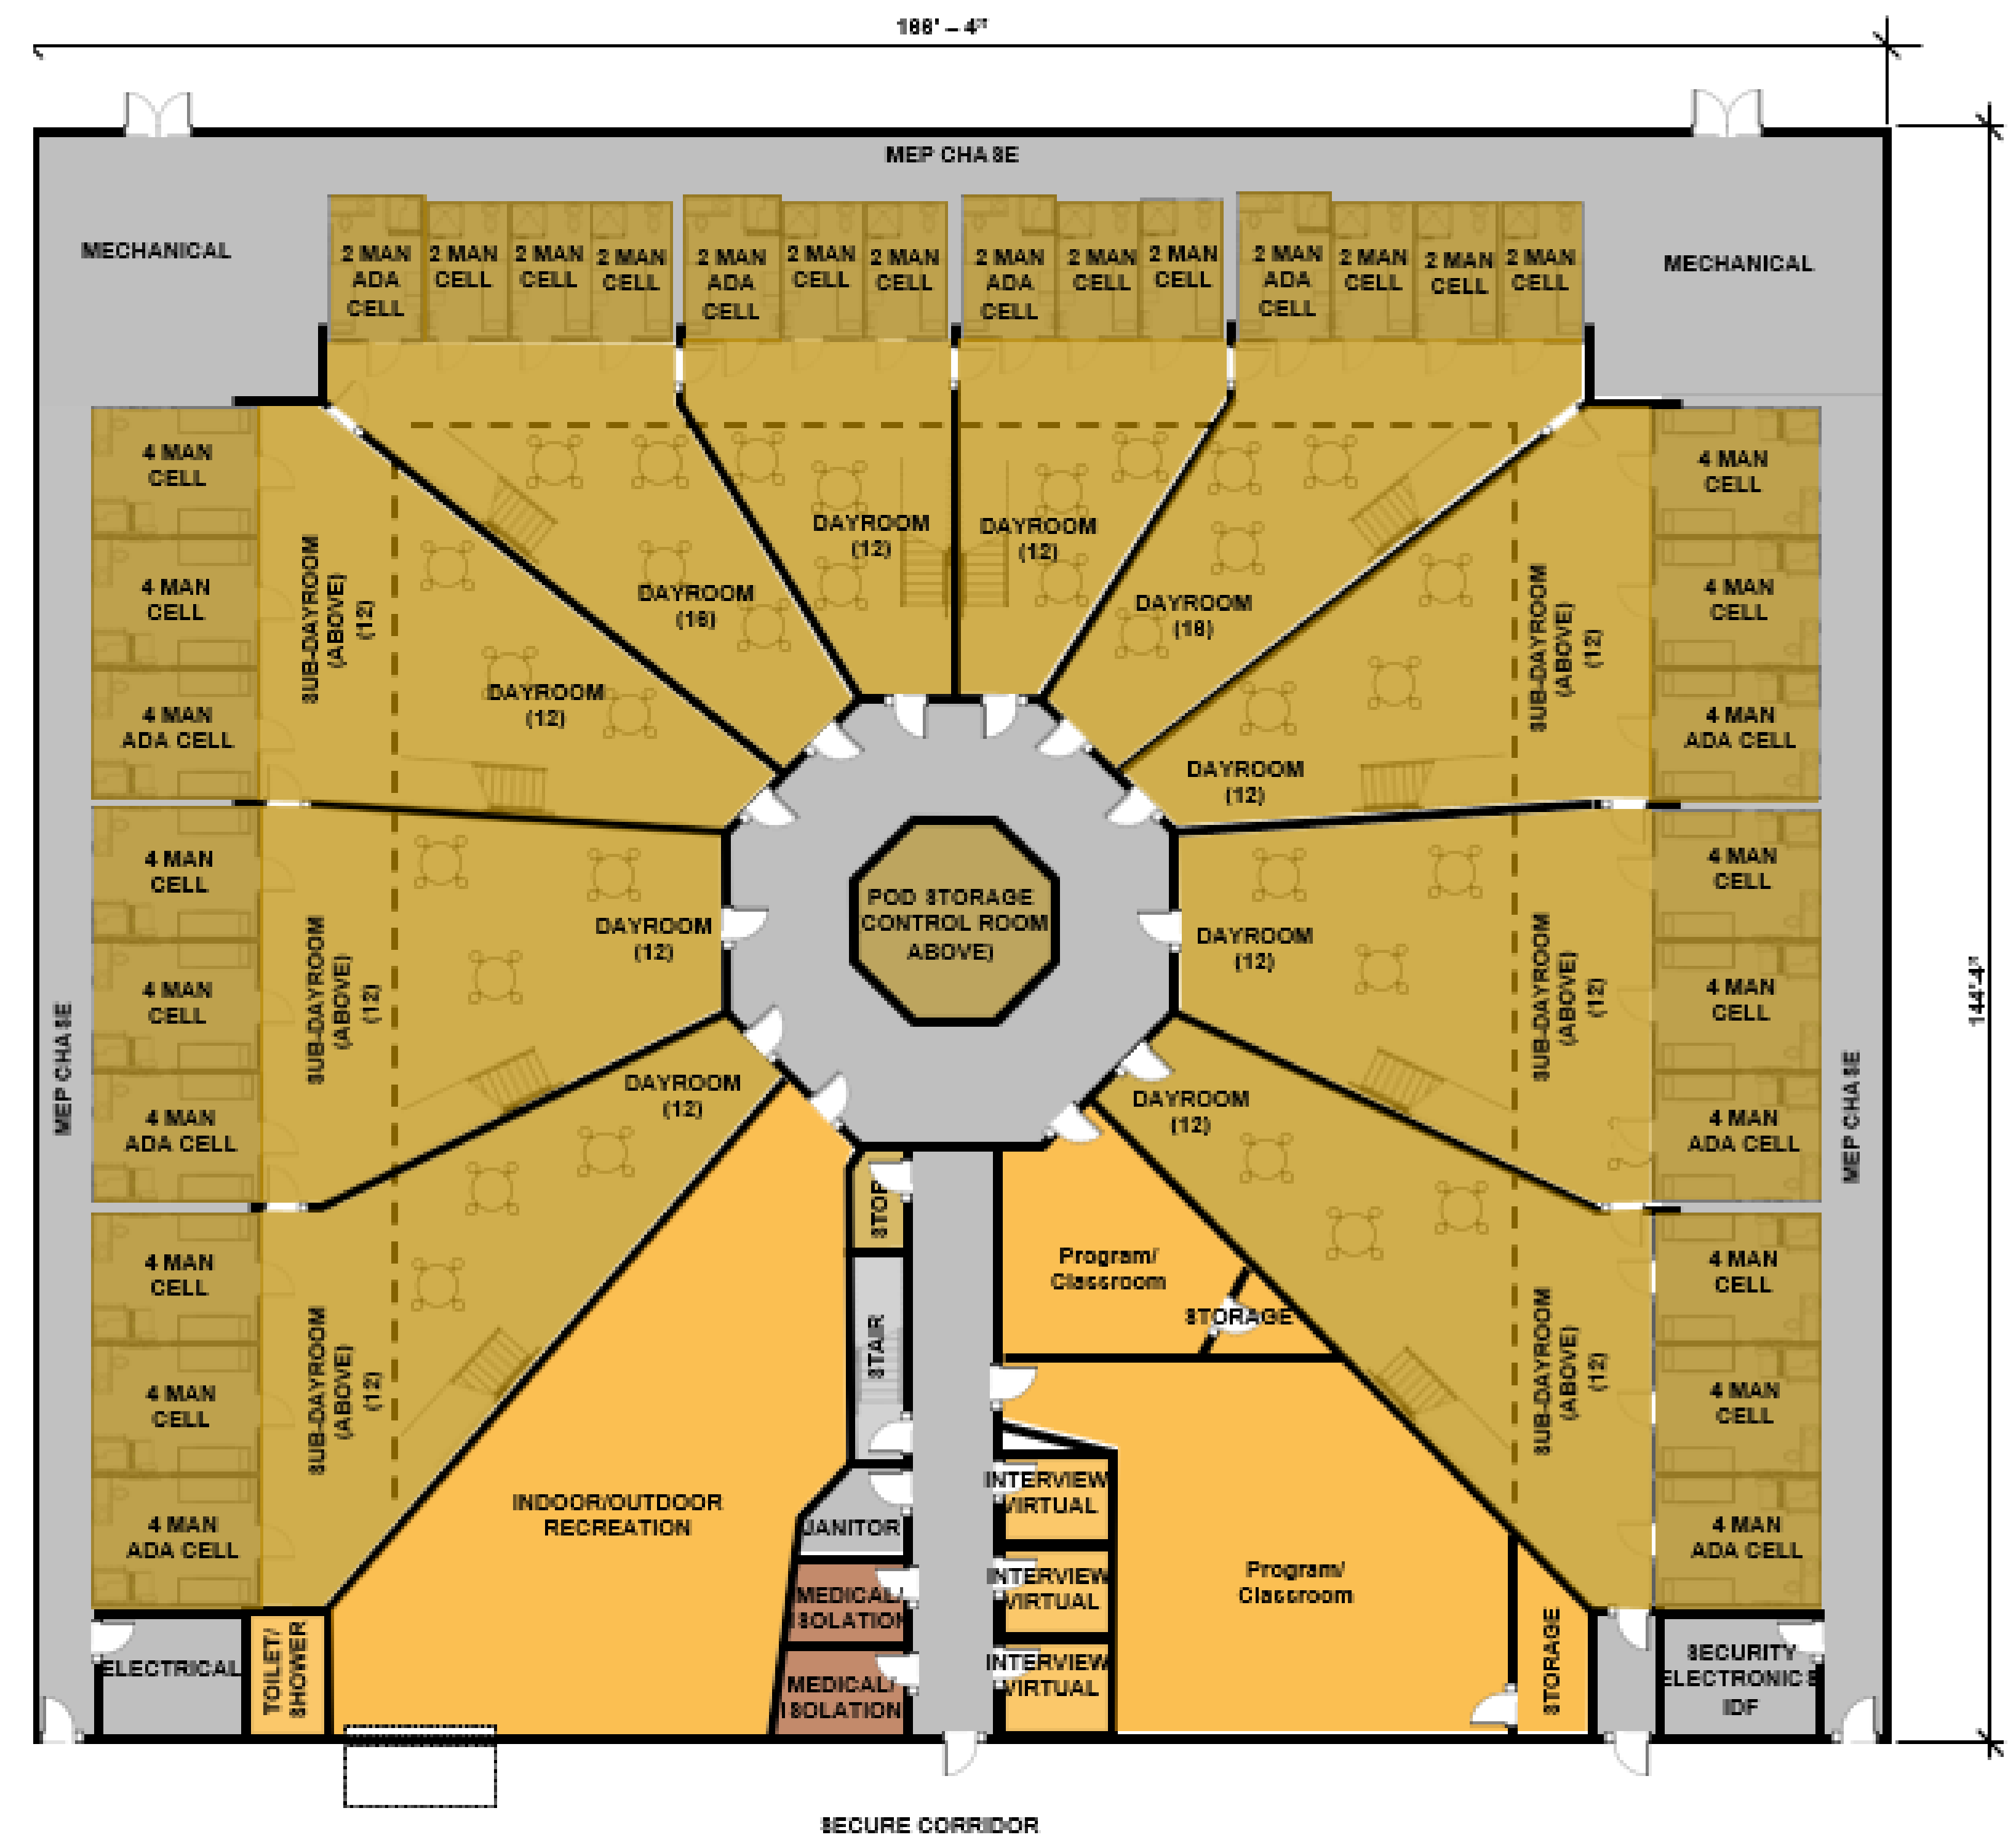 166' – 4"
MEP CHASE
MECHANICAL
MECHANICAL
2 MAN
ADA
CELL
2 MAN
CELL
2 MAN
CELL
2 MAN
CELL
2 MAN
ADA
CELL
2 MAN
CELL
2 MAN
CELL
2 MAN
ADA
CELL
2 MAN
CELL
2 MAN
CELL
2 MAN
ADA
CELL
2 MAN
CELL
2 MAN
CELL
2 MAN
CELL
4 MAN
CELL
4 MAN
CELL
4 MAN
ADA CELL
SUB-DAYROOM
(ABOVE)
(12)
DAYROOM
(12)
DAYROOM
(16)
DAYROOM
(12)
DAYROOM
(12)
DAYROOM
(16)
DAYROOM
(12)
SUB-DAYROOM
(ABOVE)
(12)
4 MAN
CELL
4 MAN
CELL
4 MAN
ADA CELL
4 MAN
CELL
4 MAN
CELL
4 MAN
ADA CELL
SUB-DAYROOM
(ABOVE)
(12)
DAYROOM
(12)
POD STORAGE
CONTROL ROOM
ABOVE)
DAYROOM
(12)
SUB-DAYROOM
(ABOVE)
(12)
4 MAN
CELL
4 MAN
CELL
4 MAN
ADA CELL
MEP CHASE
MEP CHASE
144'-4"
4 MAN
CELL
4 MAN
CELL
4 MAN
ADA CELL
SUB-DAYROOM
(ABOVE)
(12)
DAYROOM
(12)
DAYROOM
(12)
SUB-DAYROOM
(ABOVE)
(12)
4 MAN
CELL
4 MAN
CELL
4 MAN
ADA CELL
STOR
STAIR
Program/
Classroom
STORAGE
INDOOR/OUTDOOR
RECREATION
JANITOR
MEDICAL/
ISOLATION
MEDICAL/
ISOLATION
INTERVIEW
VIRTUAL
INTERVIEW
VIRTUAL
INTERVIEW
VIRTUAL
Program/
Classroom
STORAGE
ELECTRICAL
TOILET/
SHOWER
SECURITY
ELECTRONICS
IDF
SECURE CORRIDOR